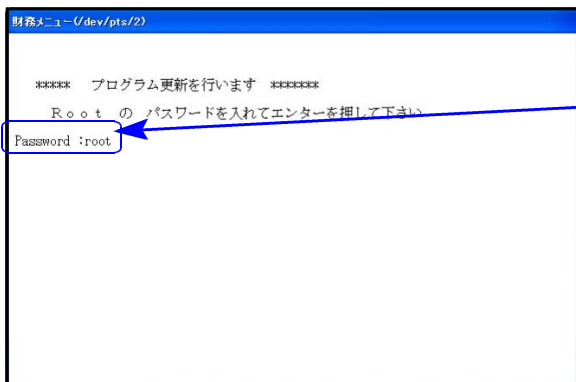 財務メニュー(/dev/pts/2)
***** プログラム更新を行います *******
Ｒｏｏｔ の パスワードを入れてエンターを押して下さい
Password :root